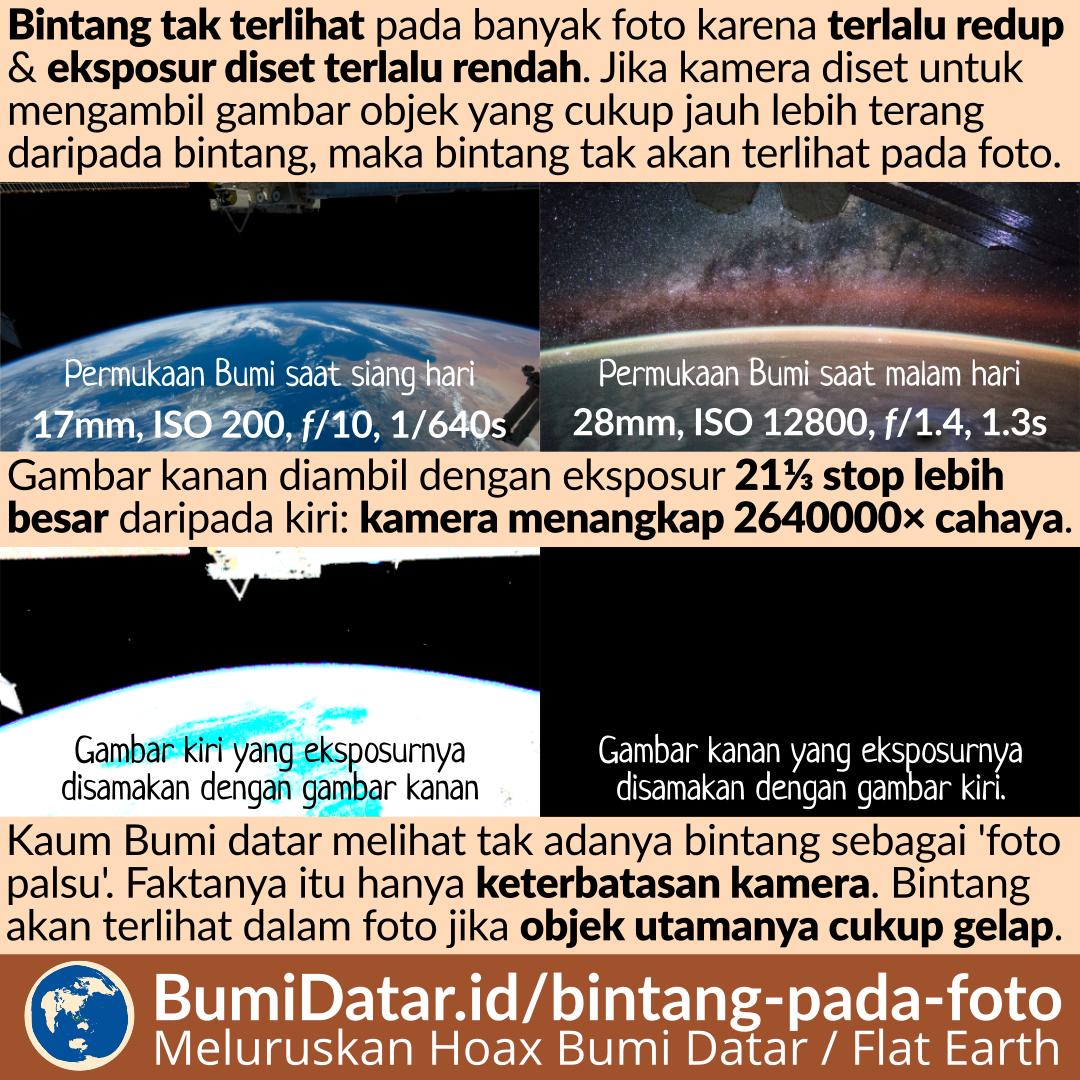 Bintang tak terlihat pada banyak foto karena terlalu redup
& eksposur diset terlalu rendah. Jika kamera diset untuk
mengambil gambar objek yang cukup jauh lebih terang
daripada bintang, maka bintang tak akan terlihat pada foto.
Permukaan Bumi saat siang hari
17mm, ISO 200, f/10, 1/640s
Permukaan Bumi saat malam hari
28mm, ISO 12800, f/1.4, 1.3s
Gambar kanan diambil dengan eksposur 21⅓ stop lebih
besar daripada kiri: kamera menangkap 2640000× cahaya.
Gambar kiri yang eksposurnya
disamakan dengan gambar kanan
Gambar kanan yang eksposurnya
disamakan dengan gambar kiri.
Kaum Bumi datar melihat tak adanya bintang sebagai 'foto
palsu'. Faktanya itu hanya keterbatasan kamera. Bintang
akan terlihat dalam foto jika objek utamanya cukup gelap.
BumiDatar.id/bintang-pada-foto
Meluruskan Hoax Bumi Datar / Flat Earth